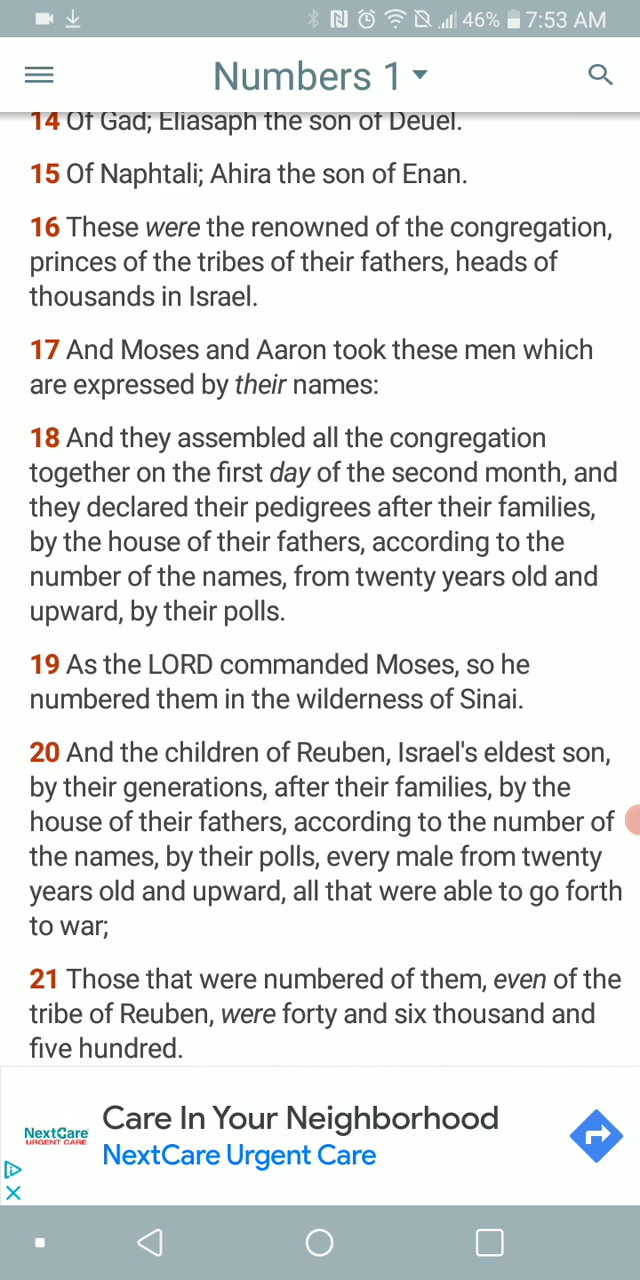 46% 7:53 AM
Numbers 1
14 Of Gad; Eliasaph the son of Deuel.
15 Of Naphtali; Ahira the son of Enan.
16 These were the renowned of the congregation,
princes of the tribes of their fathers, heads of
thousands in Israel.
17 And Moses and Aaron took these men which
are expressed by their names:
18 And they assembled all the congregation
together on the first day of the second month, and
they declared their pedigrees after their families,
by the house of their fathers, according to the
number of the names, from twenty years old and
upward, by their polls.
19 As the LORD commanded Moses, so he
numbered them in the wilderness of Sinai.
20 And the children of Reuben, Israel's eldest son,
by their generations, after their families, by the
house of their fathers, according to the number of
the names, by their polls, every male from twenty
years old and upward, all that were able to go forth
to war;
21 Those that were numbered of them, even of the
tribe of Reuben, were forty and six thousand and
five hundred.
Care In Your Neighborhood
NextCare
URGENT CARE
NextCare Urgent Care